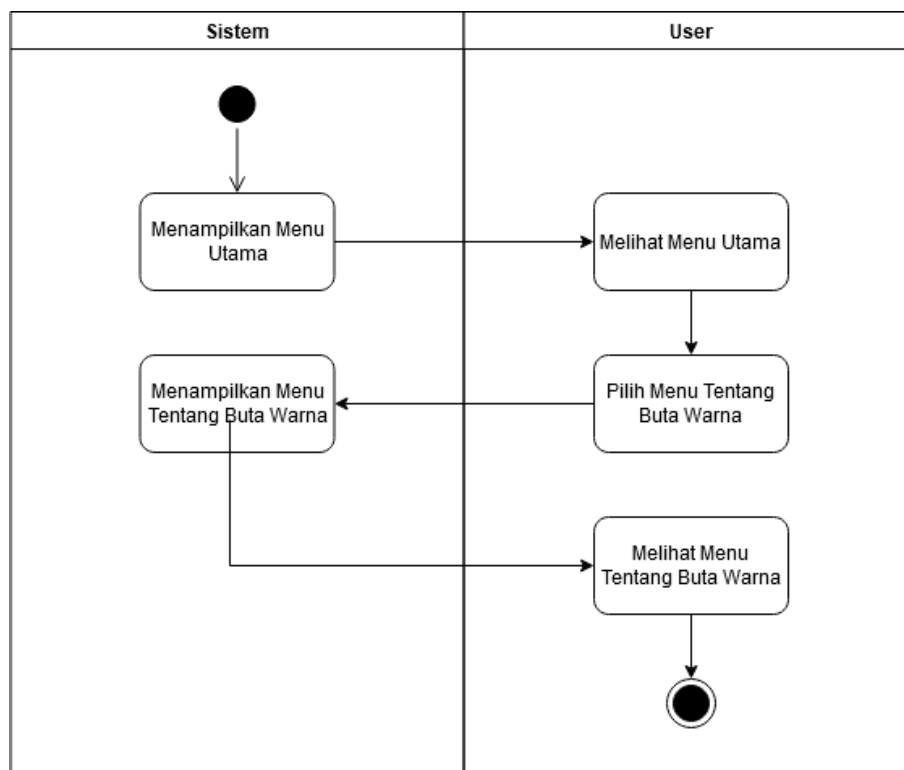 Sistem
User
Menampilkan Menu
Utama
Melihat Menu Utama
Menampilkan Menu
Tentang Buta Warna
Pilih Menu Tentang
Buta Warna
Melihat Menu
Tentang Buta Warna